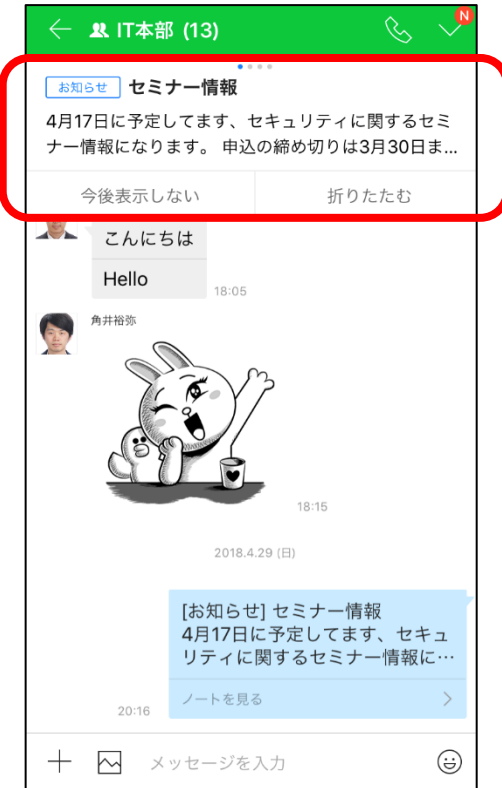 IT本部 (13)
N
お知らせ セミナー情報
4月17日に予定してます、セキュリティに関するセミ
ナー情報になります。 申込の締め切りは3月30日ま...
今後表示しない 折りたたむ
こんにちは
Hello
18:05
角井裕弥
18:15
2018.4.29 (日)
[お知らせ] セミナー情報
4月17日に予定してます、セキュ
リティに関するセミナー情報に…
ノートを見る
20:16
メッセージを入力